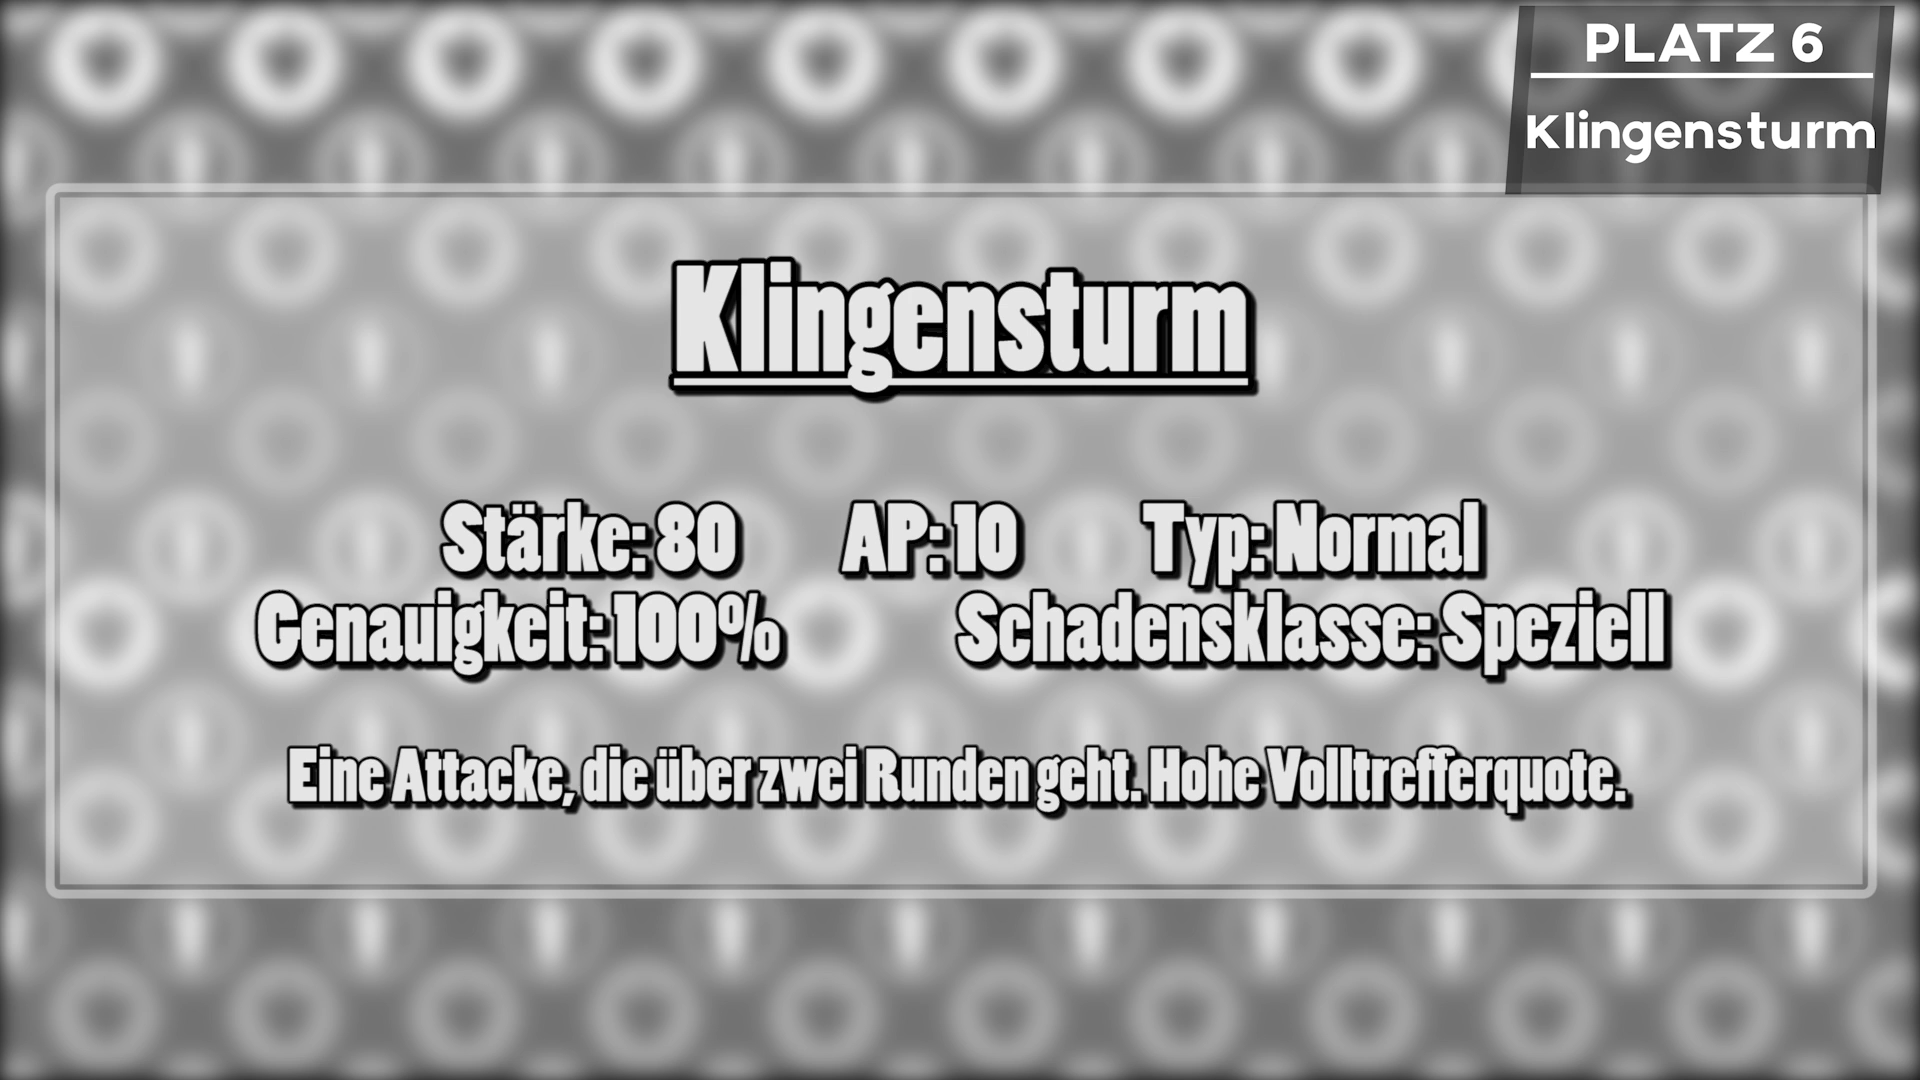 PLATZ 6
Klingensturm
Klingensturm
Stärke: 80 AP: 10 Typ: Normal
Genauigkeit: 100% Schadensklasse: Speziell
Eine Attacke, die über zwei Runden geht. Hohe Volltrefferquote.